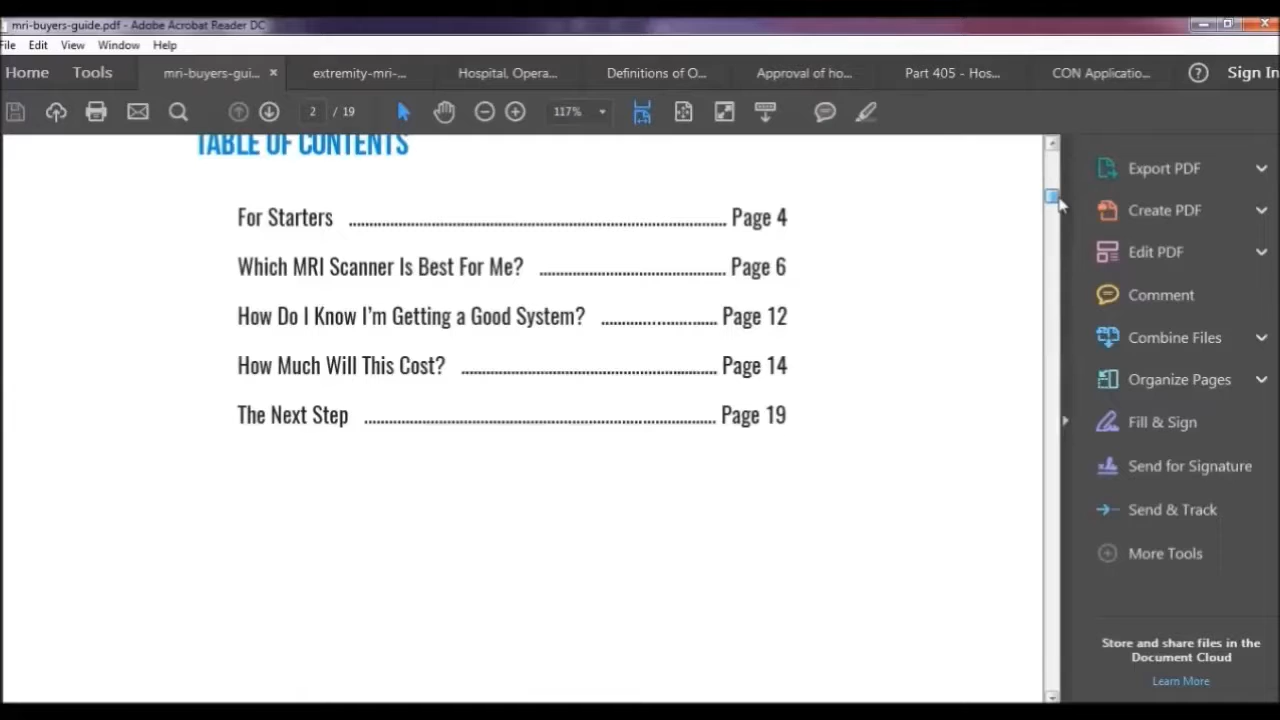 mri-buyers-guide.pdf - Adobe Acrobat Reader DC
File Edit View Window Help
Home Tools mri-buyers-gui... × extremity-mri-... Hospital, Opera... Definitions of O... Approval of ho... Part 405 - Hos... CON Applicatio... ? Sign In
2 / 19 117%
TABLE OF CONTENTS
For Starters .......... Page 4
Which MRI Scanner Is Best For Me? .......... Page 6
How Do I Know I'm Getting a Good System? .......... Page 12
How Much Will This Cost? .......... Page 14
The Next Step .......... Page 19
Export PDF
Create PDF
Edit PDF
Comment
Combine Files
Organize Pages
Fill & Sign
Send for Signature
Send & Track
More Tools
Store and share files in the
Document Cloud
Learn More